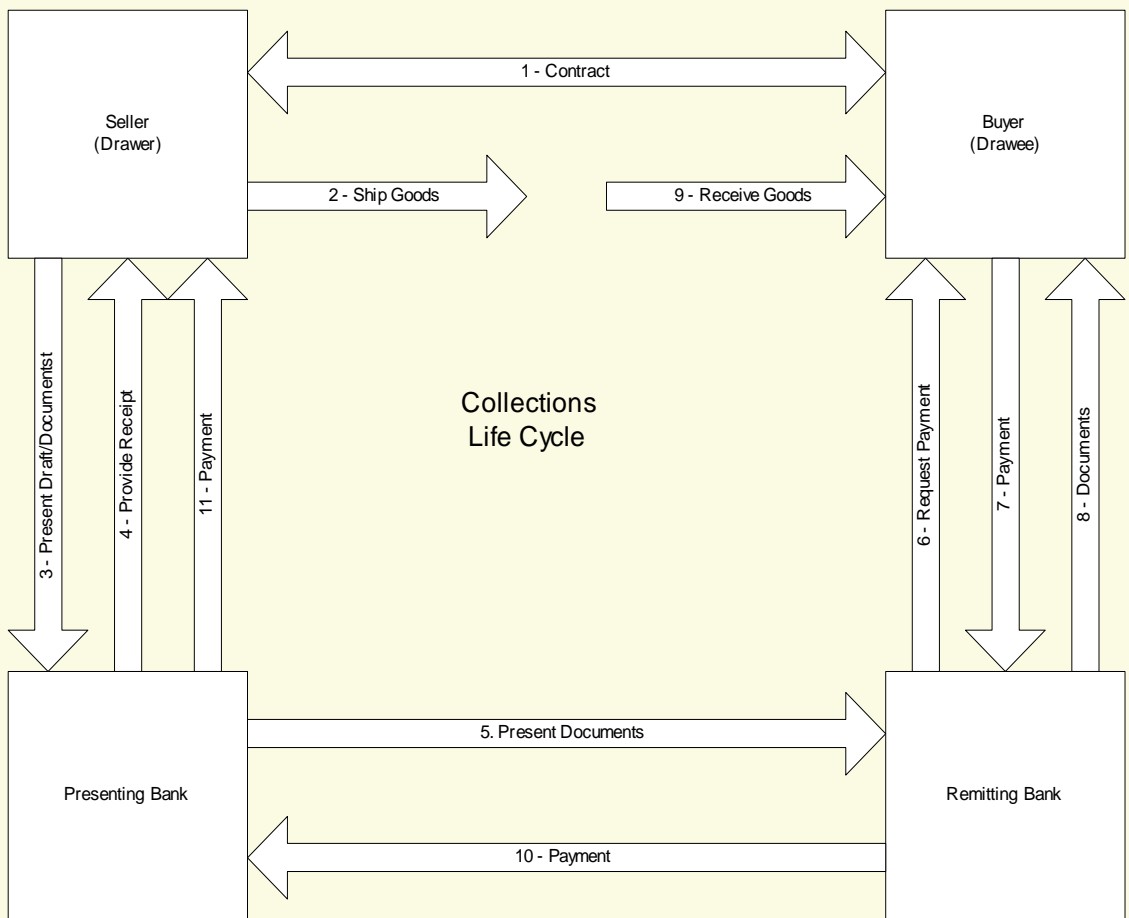 1 - Contract
Seller
(Drawer)
Buyer
(Drawee)
2 - Ship Goods
9 - Receive Goods
3 - Present Draft/Documentst
4 - Provide Receipt
11 - Payment
Collections
Life Cycle
6 - Request Payment
7 - Payment
8 - Documents
5. Present Documents
Presenting Bank
Remitting Bank
10 - Payment